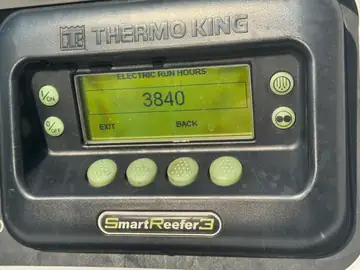 THERMO KING
ELECTRIC RUN HOURS
3840
EXIT BACK
I/ON
O/OFF
SmartReefer3